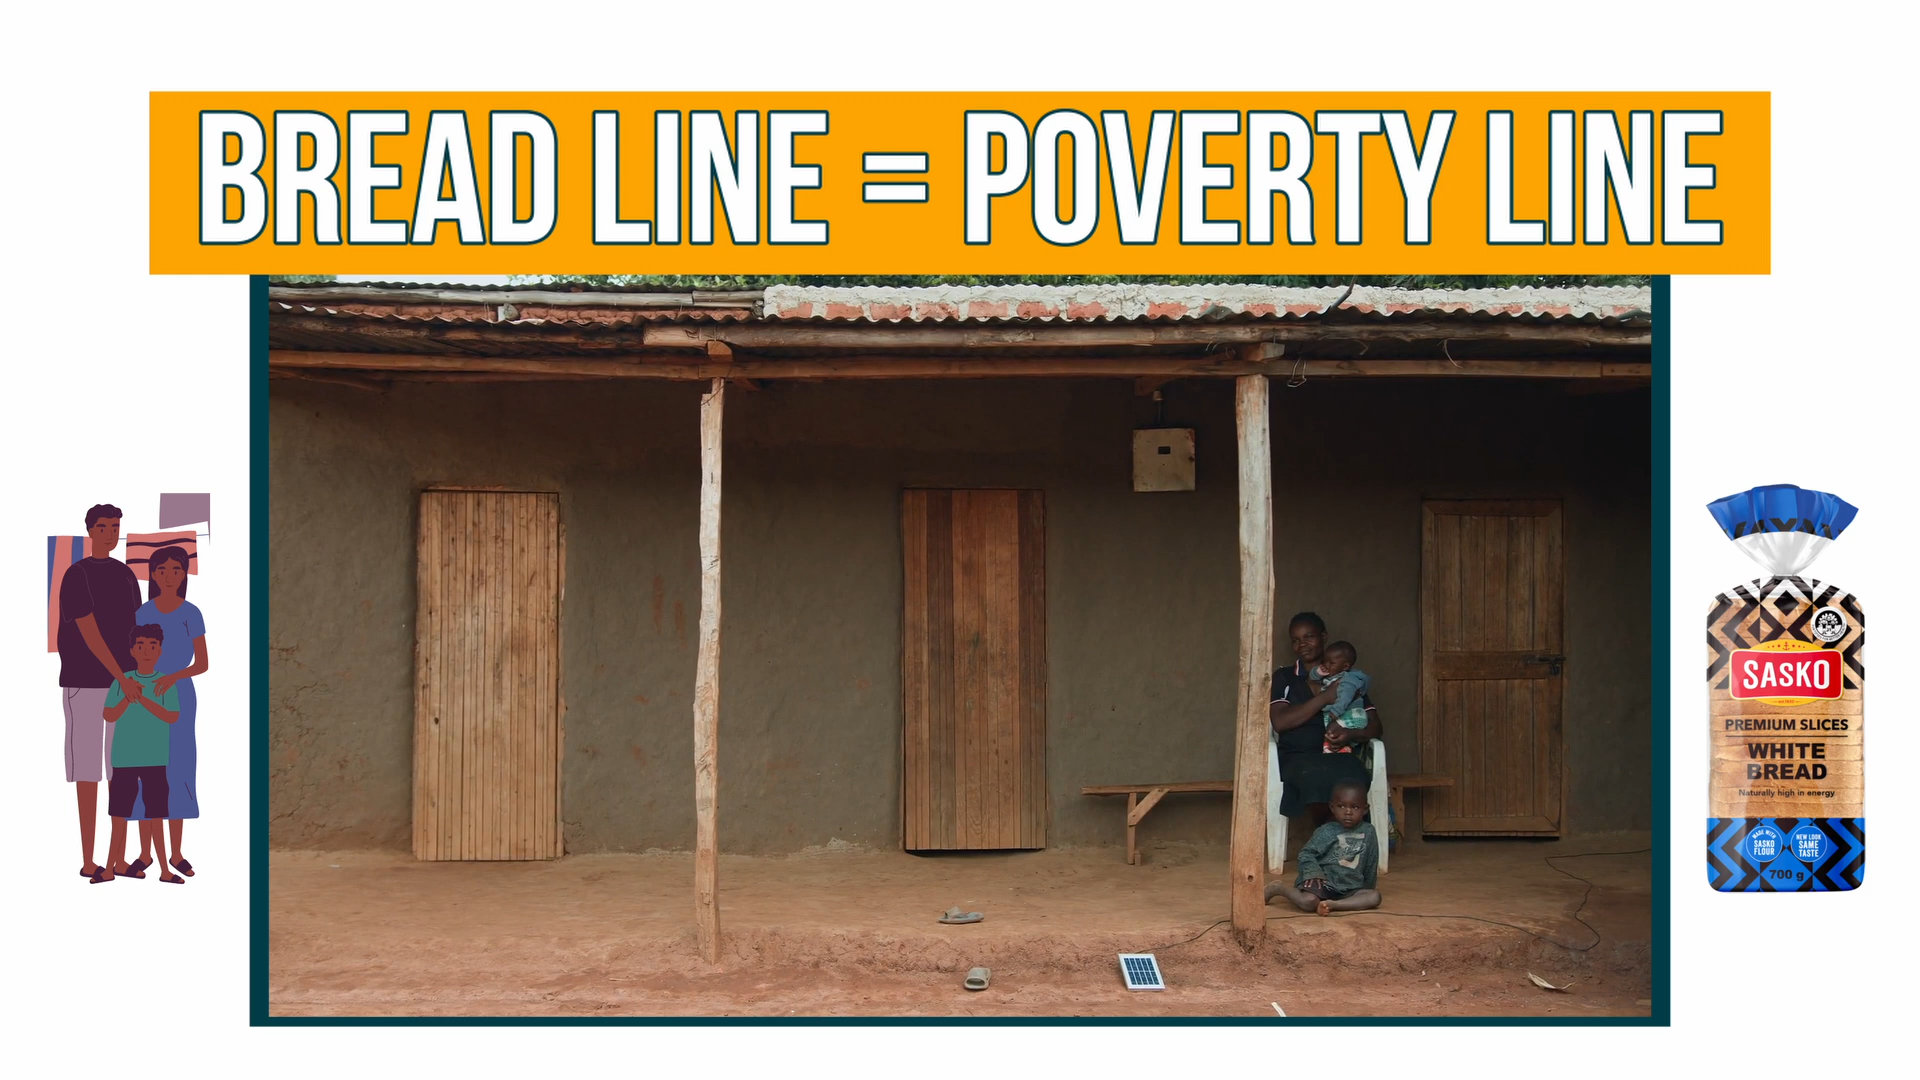 BREAD LINE = POVERTY LINE
SASKO
PREMIUM SLICES
WHITE
BREAD
Naturally high in energy
MADE WITH
SASKO
FLOUR
NEW LOOK
SAME
TASTE
700 g